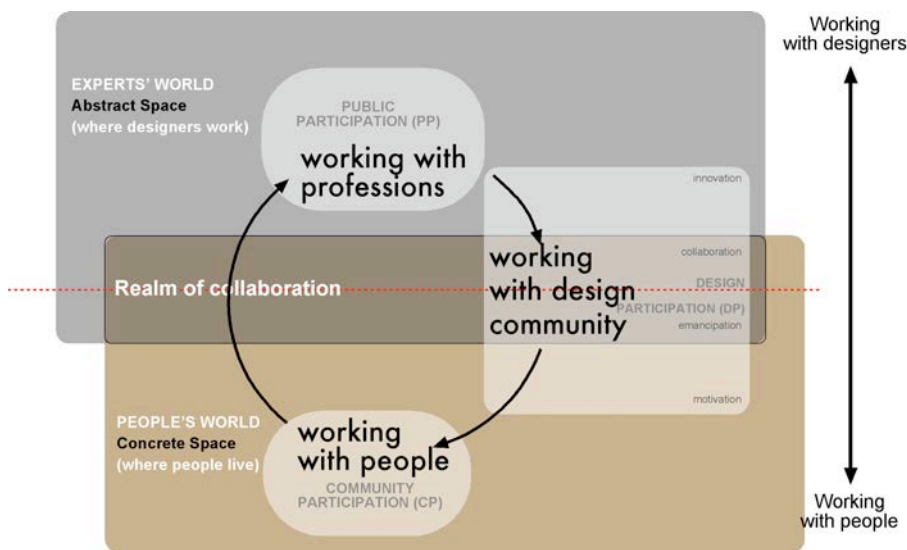 Working
with designers
EXPERTS' WORLD
Abstract Space
(where designers work)
PUBLIC
PARTICIPATION (PP)
working with
professions
innovation
collaboration
working
with design
community
DESIGN
PARTICIPATION (DP)
emancipation
Realm of collaboration
motivation
PEOPLE'S WORLD
Concrete Space
(where people live)
working
with people
COMMUNITY
PARTICIPATION (CP)
Working
with people